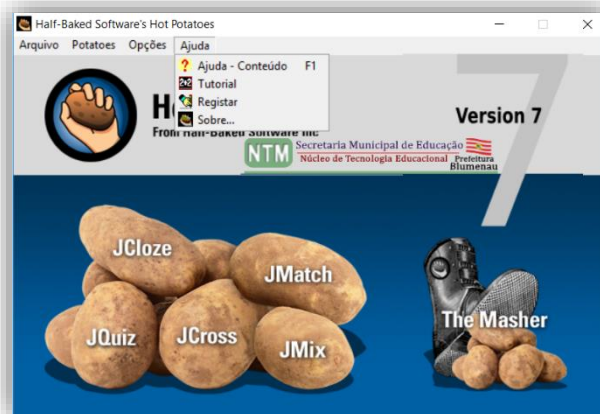 Half-Baked Software's Hot Potatoes
Arquivo Potatoes Opções Ajuda
Ajuda - Conteúdo F1
Tutorial
Registar
Sobre...
7
Version 7
From Half-Baked Software Inc
NTM
Secretaria Municipal de Educação
Núcleo de Tecnologia Educacional
Prefeitura
Blumenau
JCloze
JMatch
JQuiz
JCross
JMix
The Masher